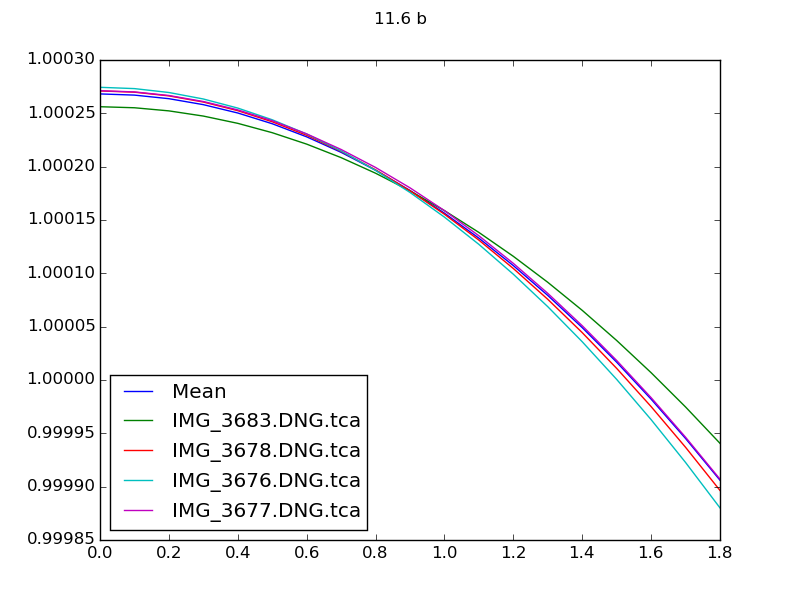 11.6 b
1.00030
1.00025
1.00020
1.00015
1.00010
1.00005
1.00000
0.99995
0.99990
0.99985
Mean
IMG_3683.DNG.tca
IMG_3678.DNG.tca
IMG_3676.DNG.tca
IMG_3677.DNG.tca
0.0 0.2 0.4 0.6 0.8 1.0 1.2 1.4 1.6 1.8